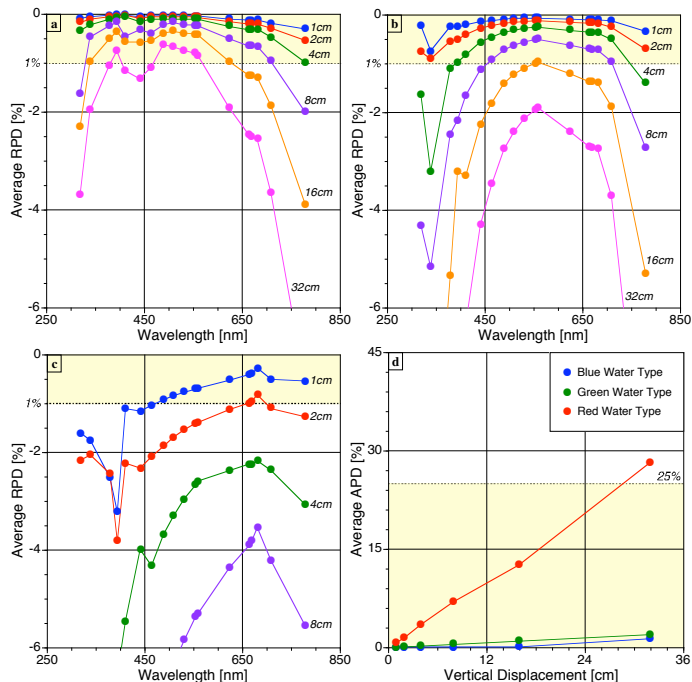 a
0
1%
-2
-4
-6
Average RPD [%]
250
450
650
850
Wavelength [nm]
1cm
2cm
4cm
8cm
16cm
32cm
b
0
1%
-2
-4
-6
Average RPD [%]
250
450
650
850
Wavelength [nm]
1cm
2cm
4cm
8cm
16cm
32cm
c
0
1%
-2
-4
-6
Average RPD [%]
250
450
650
850
Wavelength [nm]
1cm
2cm
4cm
8cm
d
45
30
15
0
Average APD [%]
0
12
24
36
Vertical Displacement [cm]
Blue Water Type
Green Water Type
Red Water Type
25%